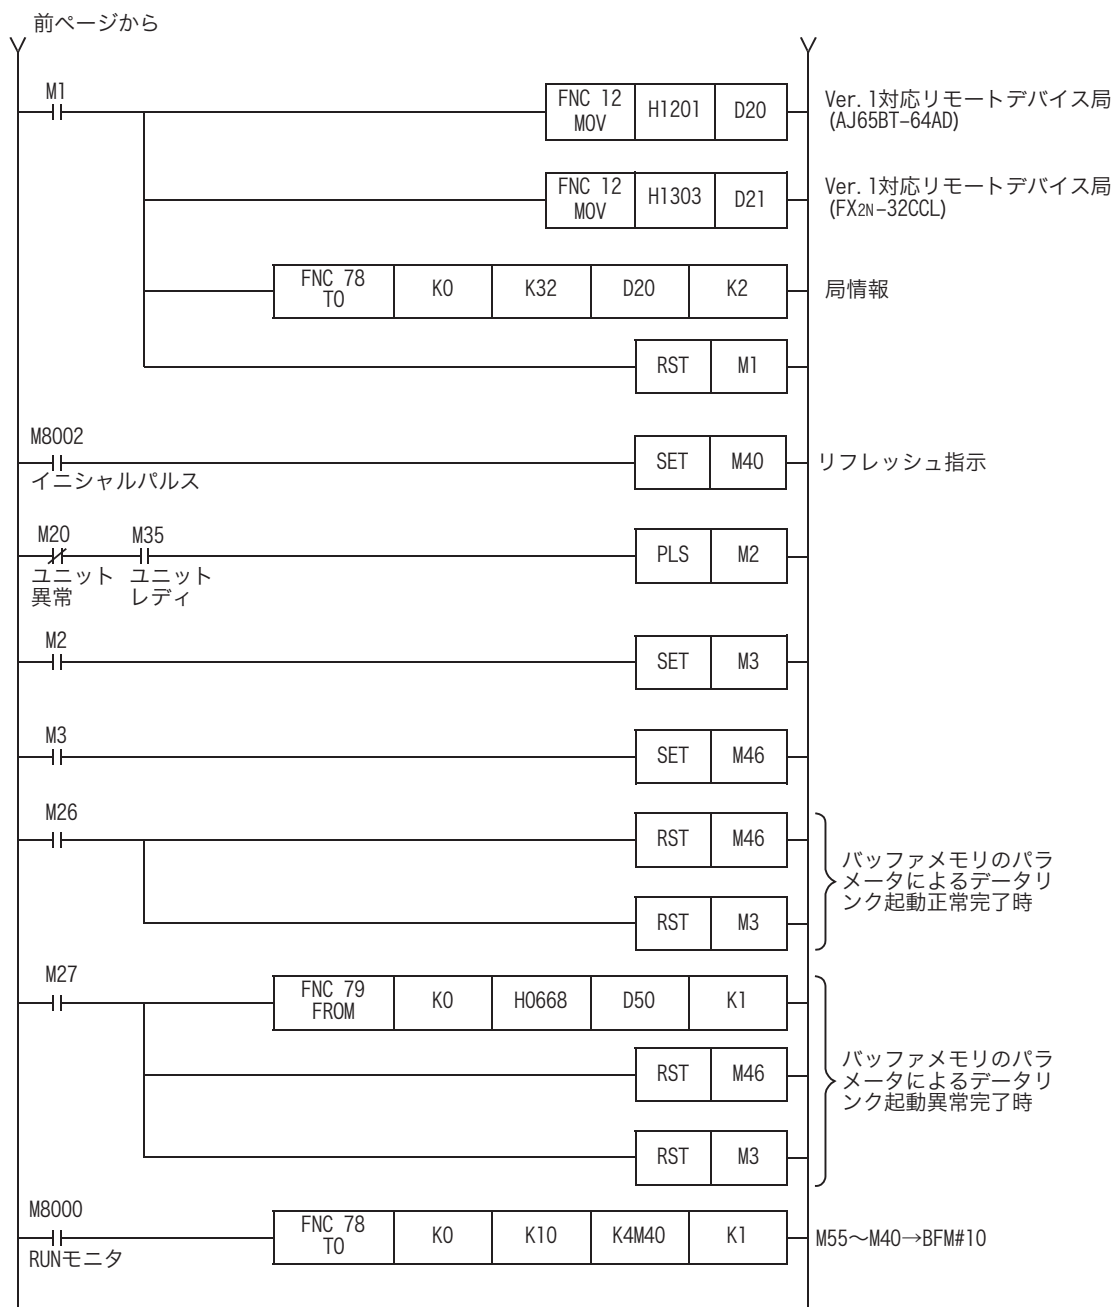 前ページから
M1
FNC 12
MOV
H1201
D20
Ver.1対応リモートデバイス局
(AJ65BT-64AD)
FNC 12
MOV
H1303
D21
Ver.1対応リモートデバイス局
(FX2N-32CCL)
FNC 78
TO
K0
K32
D20
K2
局情報
RST
M1
M8002
イニシャルパルス
SET
M40
リフレッシュ指示
M20
M35
ユニット
異常
ユニット
レディ
PLS
M2
M2
SET
M3
M3
SET
M46
M26
RST
M46
RST
M3
バッファメモリのパラ
メータによるデータリ
ンク起動正常完了時
M27
FNC 79
FROM
K0
H0668
D50
K1
RST
M46
RST
M3
バッファメモリのパラ
メータによるデータリ
ンク起動異常完了時
M8000
RUNモニタ
FNC 78
TO
K0
K10
K4M40
K1
M55～M40→BFM#10